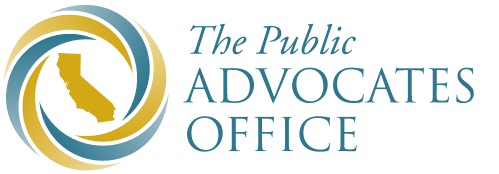 The Public
ADVOCATES
OFFICE